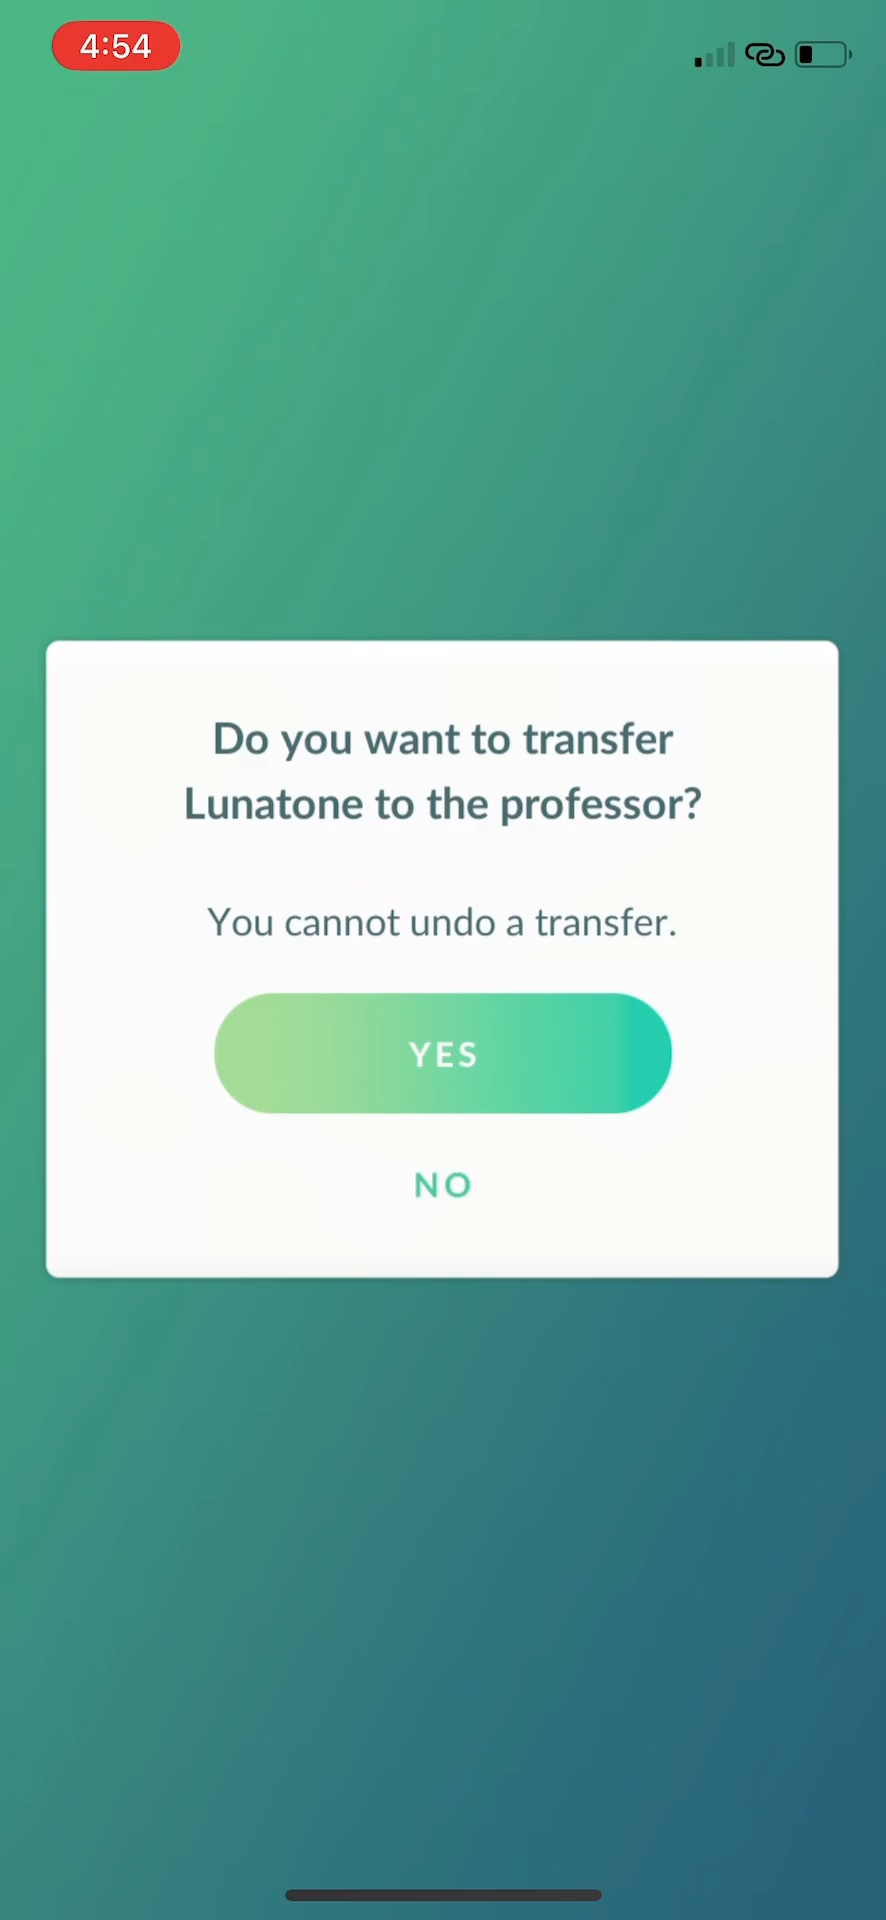 4:54
Do you want to transfer
Lunatone to the professor?
You cannot undo a transfer.
YES
NO